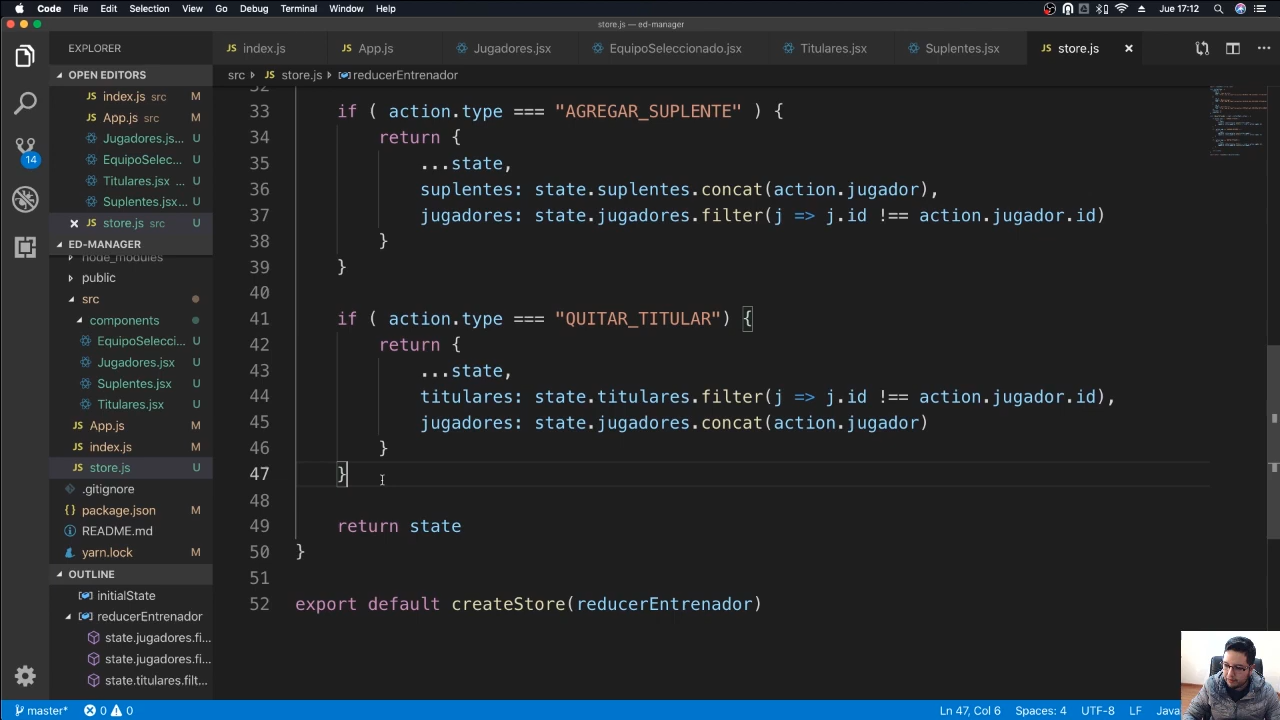 Code File Edit Selection View Go Debug Terminal Window Help Jue 17:12
store.js — ed-manager
EXPLORER
index.js App.js Jugadores.jsx EquipoSeleccionado.jsx Titulares.jsx Suplentes.jsx store.js
OPEN EDITORS
index.js src M
App.js src M
Jugadores.js... U
EquipoSelec... U
Titulares.jsx ... U
Suplentes.jsx... U
store.js src U
ED-MANAGER
node_modules
public
src
components
EquipoSelecci... U
Jugadores.jsx U
Suplentes.jsx U
Titulares.jsx U
App.js M
index.js M
store.js U
.gitignore
package.json M
README.md
yarn.lock M
OUTLINE
initialState
reducerEntrenador
state.jugadores.fi...
state.jugadores.fi...
state.titulares.filt...
14
src store.js reducerEntrenador
32
33 if ( action.type === "AGREGAR_SUPLENTE" ) {
34 return {
35 ...state,
36 suplentes: state.suplentes.concat(action.jugador),
37 jugadores: state.jugadores.filter(j => j.id !== action.jugador.id)
38 }
39 }
40
41 if ( action.type === "QUITAR_TITULAR") {
42 return {
43 ...state,
44 titulares: state.titulares.filter(j => j.id !== action.jugador.id),
45 jugadores: state.jugadores.concat(action.jugador)
46 }
47 }
48
49 return state
50 }
51
52 export default createStore(reducerEntrenador)
master* 0 0 Ln 47, Col 6 Spaces: 4 UTF-8 LF Java